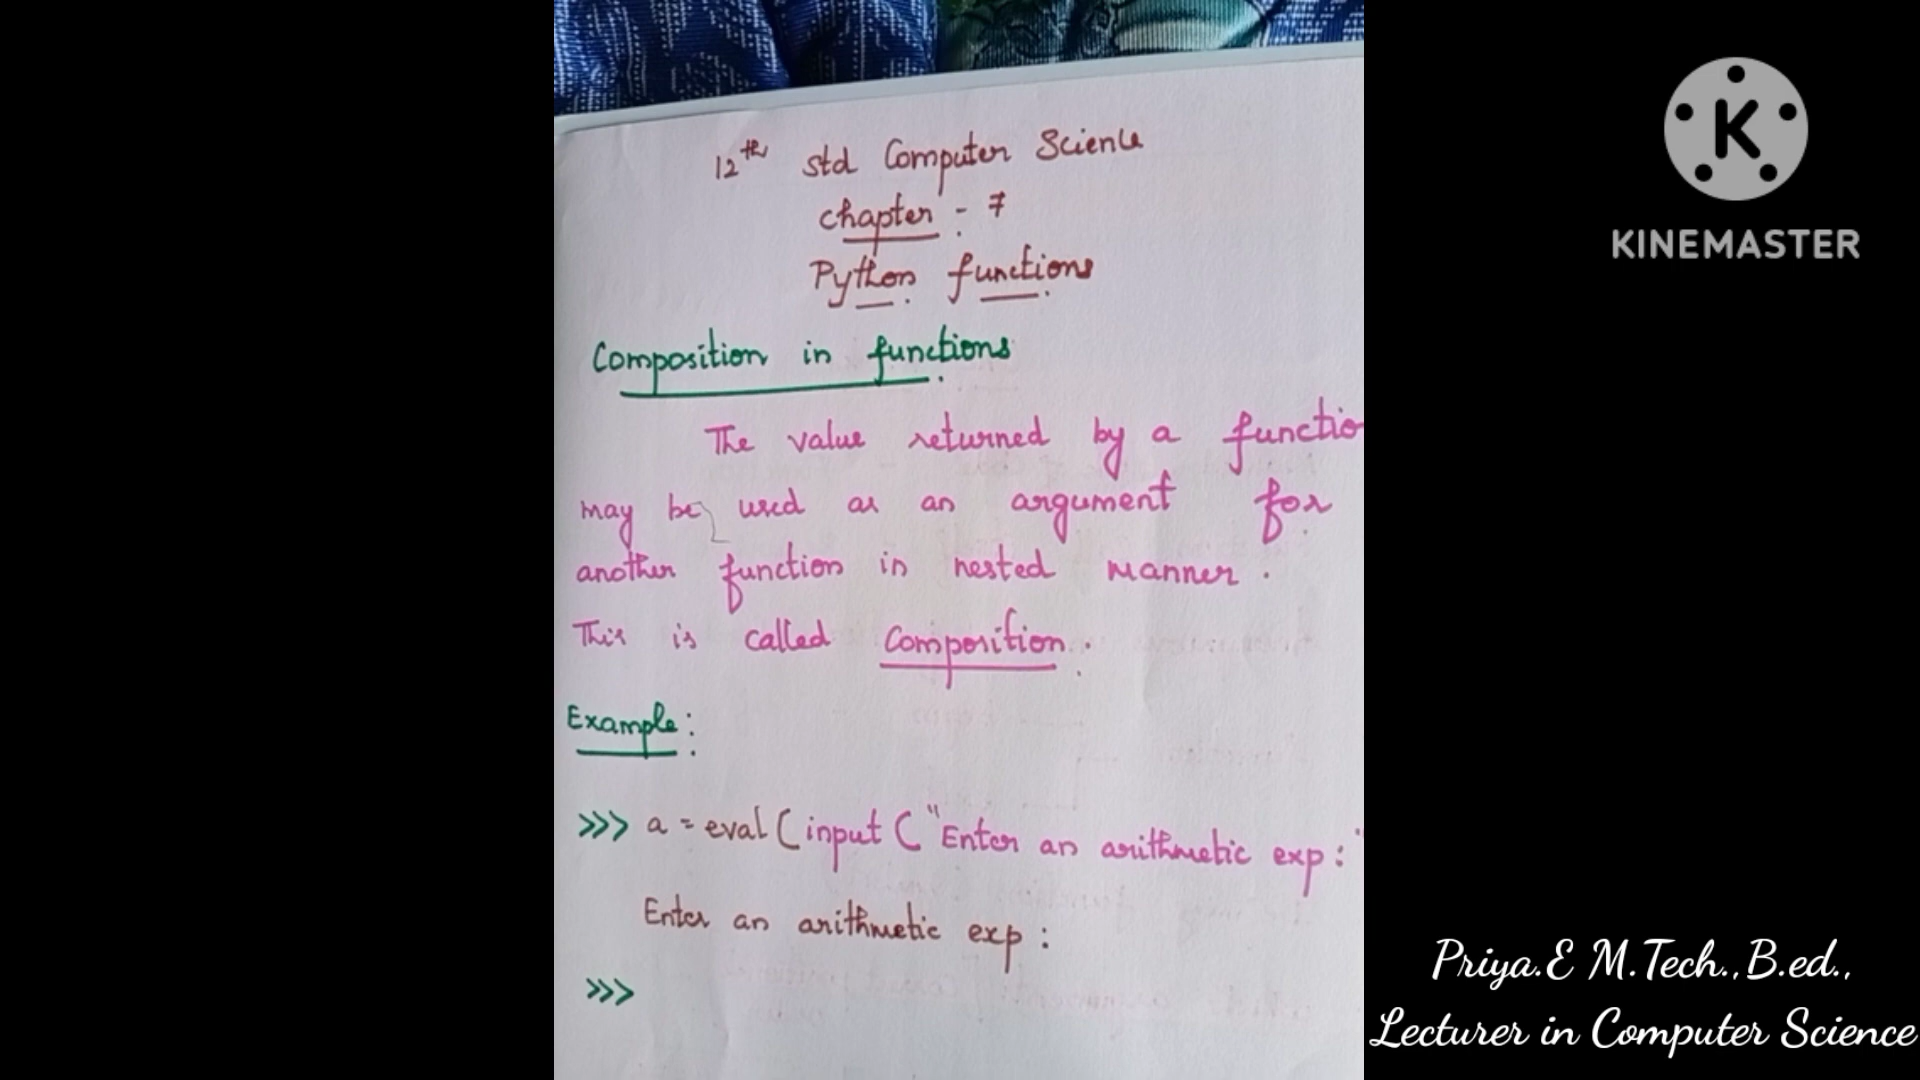 12th std Computer Science
chapter :- 7
Python functions
Composition in functions
The value returned by a functio
may be used as an argument for
another function in nested manner.
This is called Composition.
Example:
>>> a = eval (input ("Enter an arithmetic exp:"
Enter an arithmetic exp:
>>>
K
KINEMASTER
Priya.E M.Tech.,B.ed.,
Lecturer in Computer Science